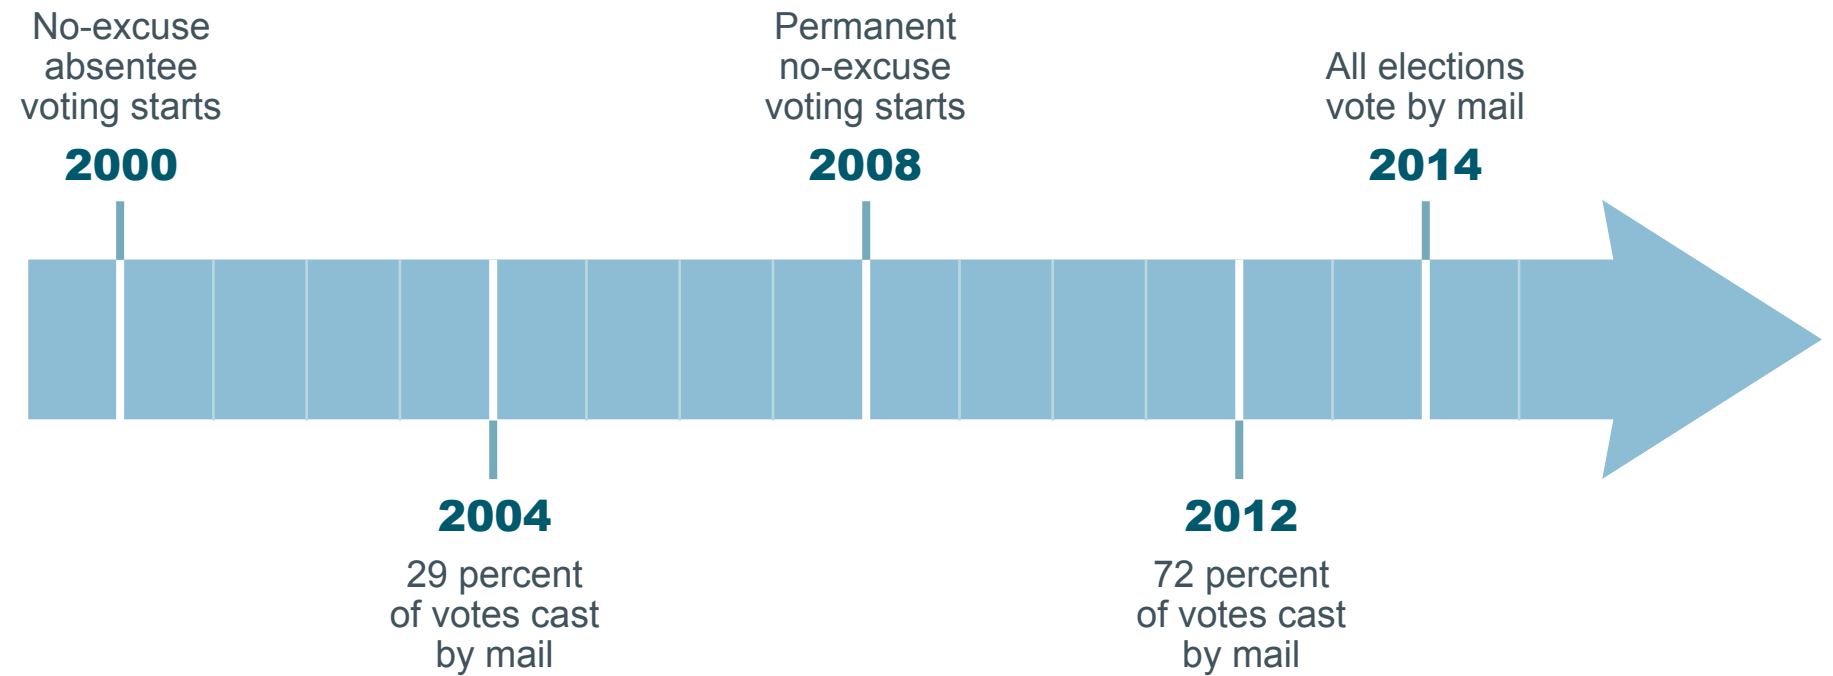 No-excuse
absentee
voting starts
2000
Permanent
no-excuse
voting starts
2008
All elections
vote by mail
2014
2004
29 percent
of votes cast
by mail
2012
72 percent
of votes cast
by mail